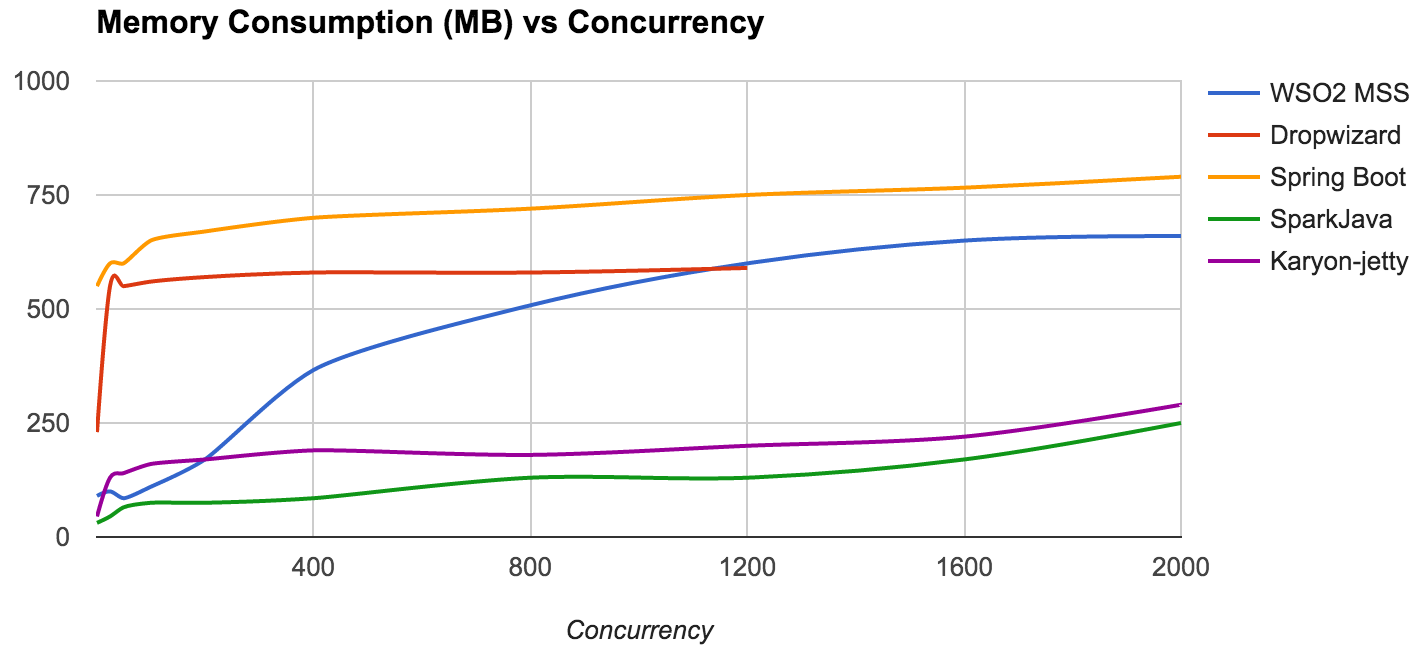 Memory Consumption (MB) vs Concurrency
1000
750
500
250
0
400
800
1200
1600
2000
Concurrency
WSO2 MSS
Dropwizard
Spring Boot
SparkJava
Karyon-jetty